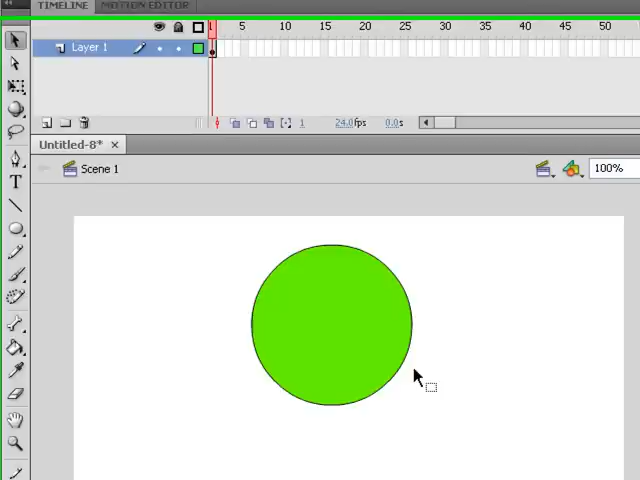 TIMELINE MOTION EDITOR
1 5 10 15 20 25 30 35 40 45 50
Layer 1
1 24.0fps 0.0s
Untitled-8*
Scene 1 100%
T